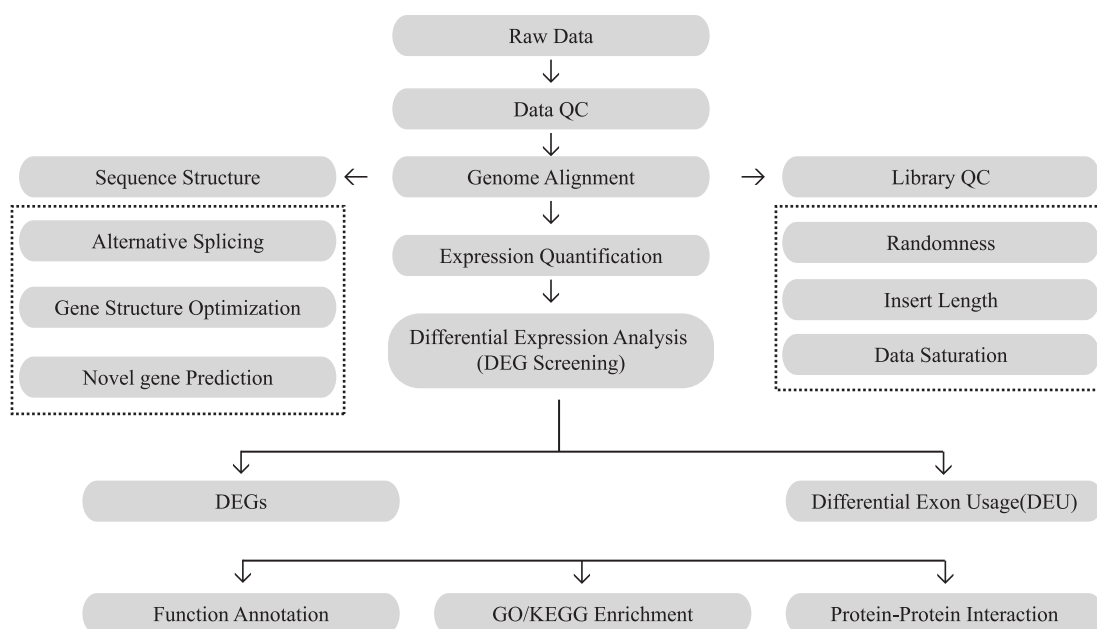 Raw Data
Data QC
Sequence Structure
Genome Alignment
Library QC
Alternative Splicing
Gene Structure Optimization
Novel gene Prediction
Expression Quantification
Differential Expression Analysis
(DEG Screening)
Randomness
Insert Length
Data Saturation
DEGs
Differential Exon Usage(DEU)
Function Annotation
GO/KEGG Enrichment
Protein-Protein Interaction